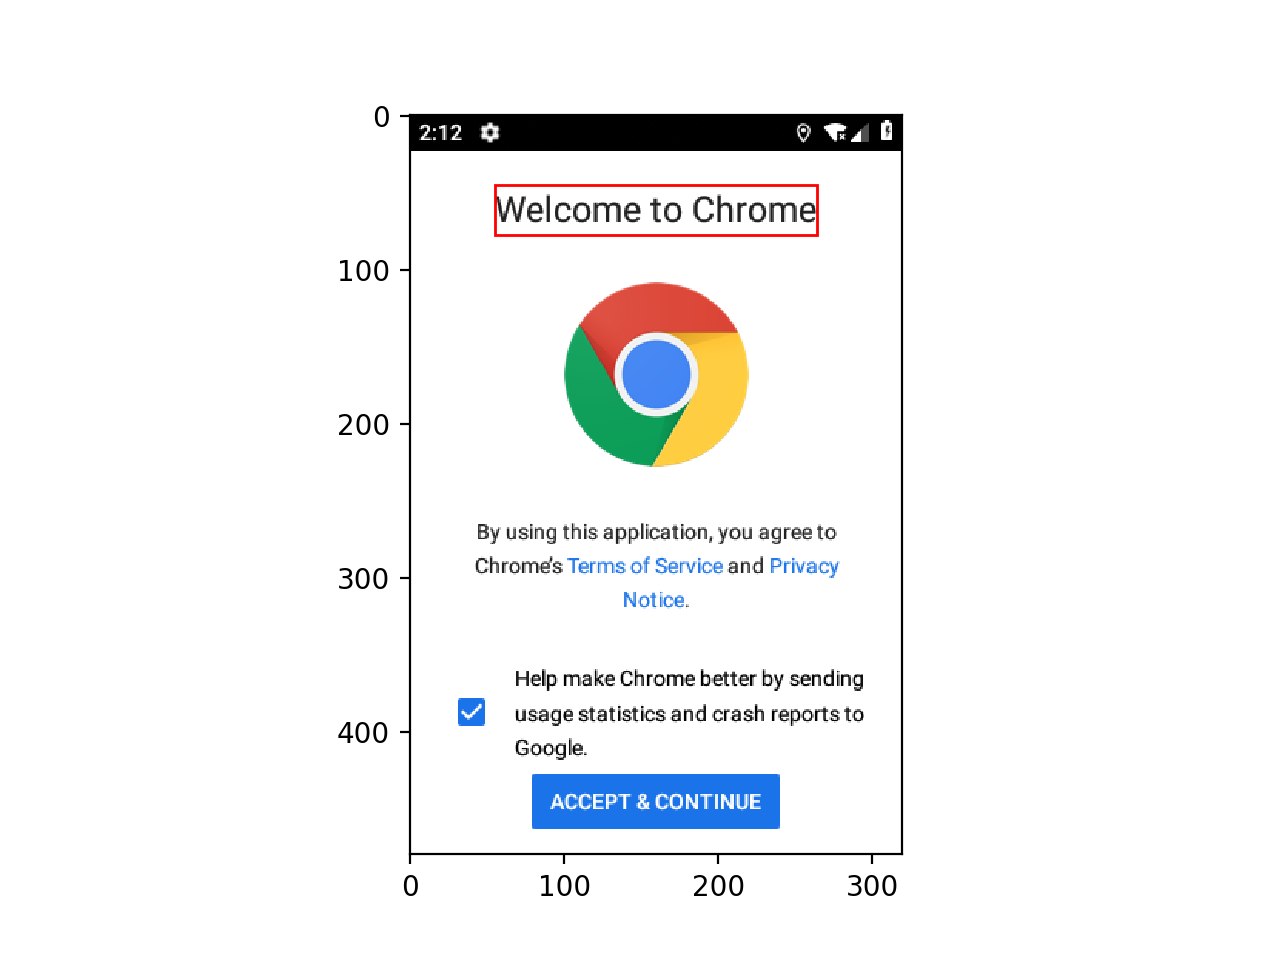 0
2:12
Welcome to Chrome
100
200
By using this application, you agree to
Chrome's Terms of Service and Privacy
300
Notice.
Help make Chrome better by sending
usage statistics and crash reports to
400
Google.
ACCEPT & CONTINUE
0 100 200 300